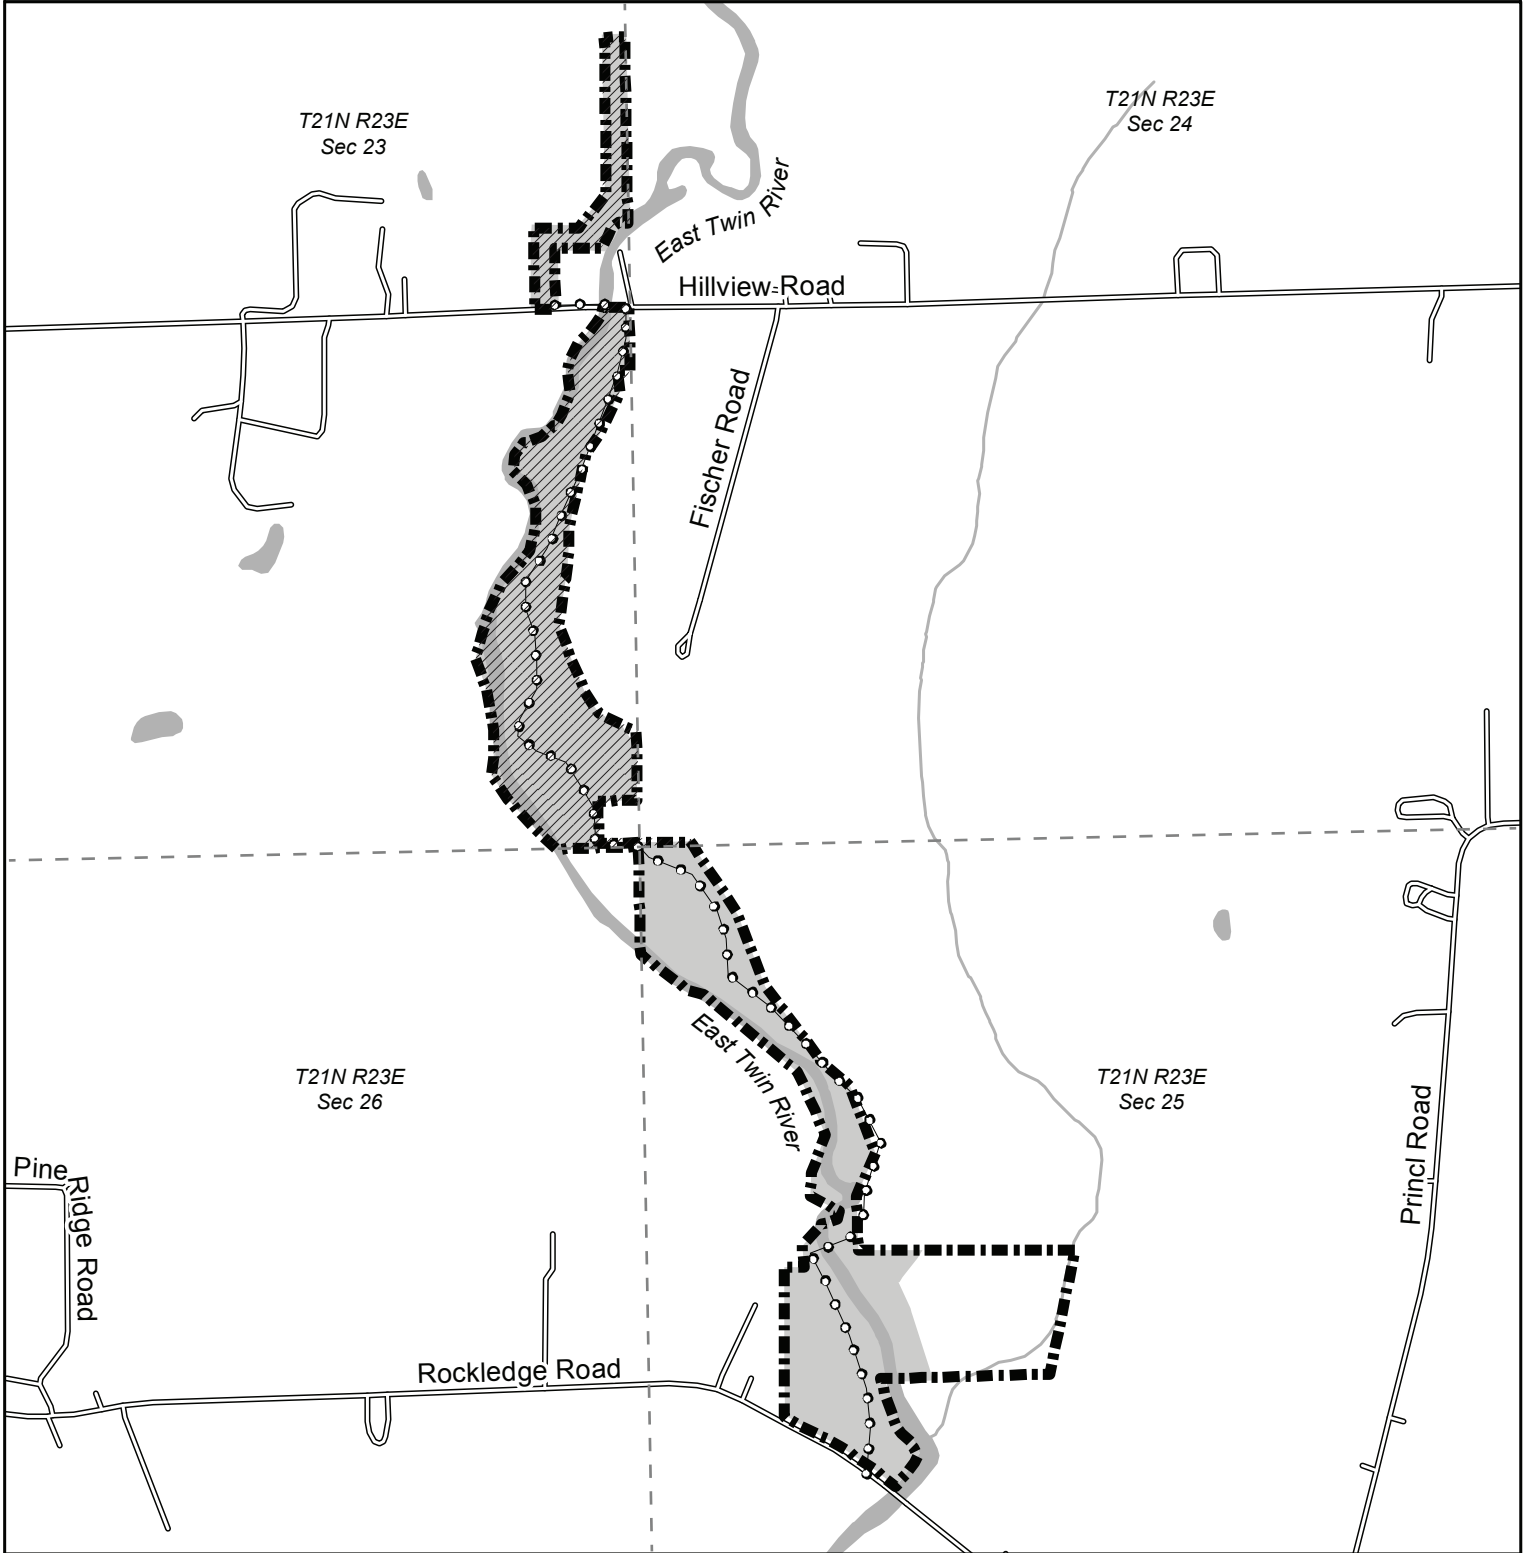 T21N R23E
Sec 23
T21N R23E
Sec 24
East Twin River
Hillview Road
Fischer Road
East Twin River
T21N R23E
Sec 26
T21N R23E
Sec 25
Princl Road
Pine Ridge Road
Rockledge Road